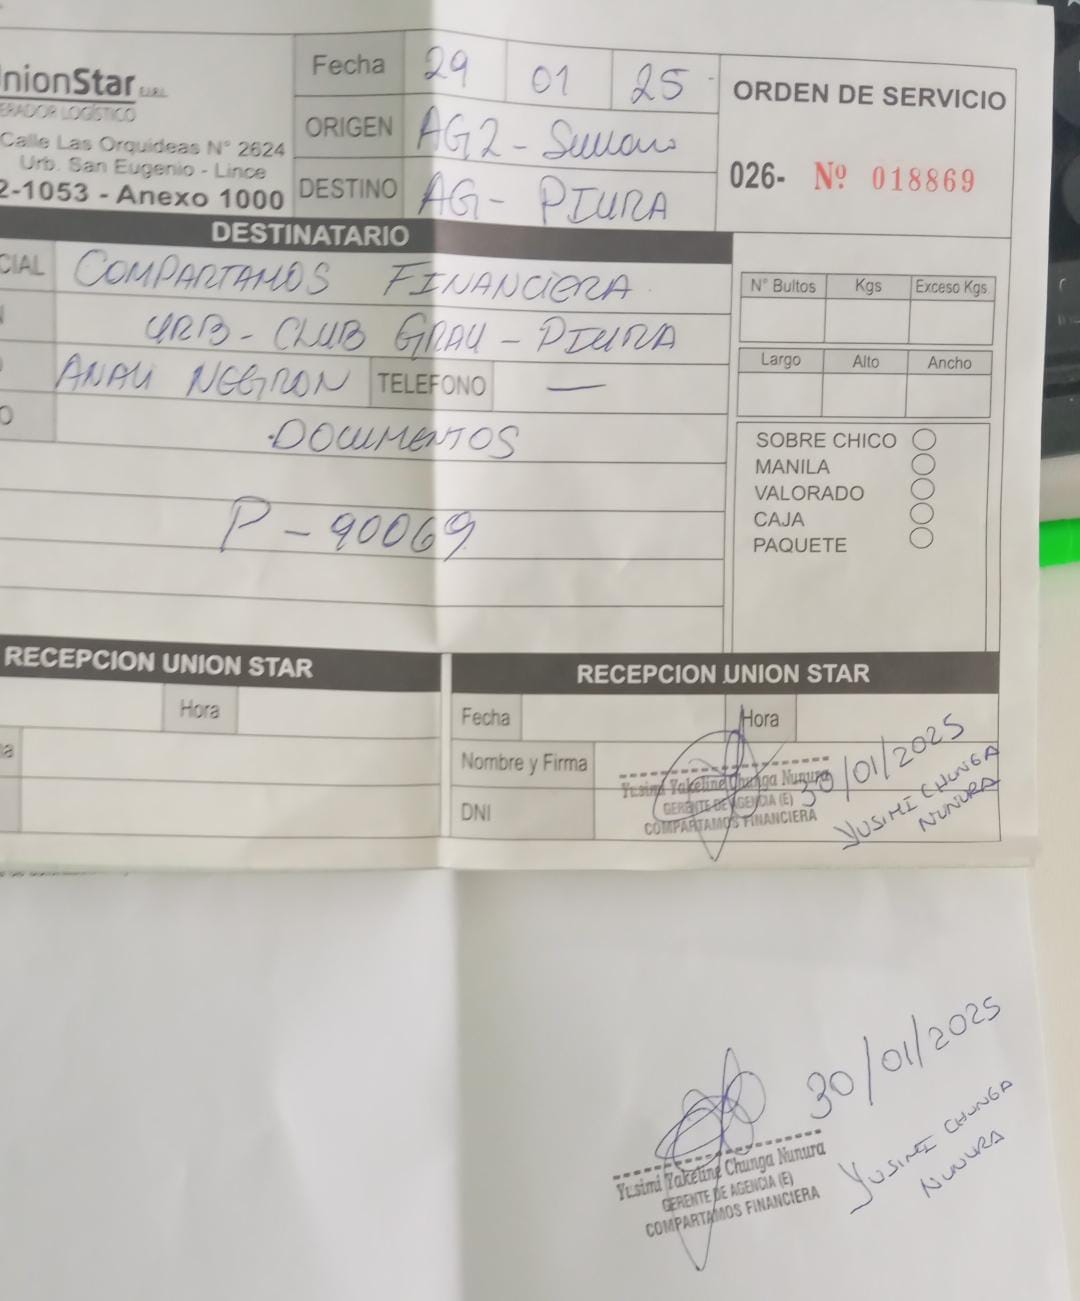 nionStar E.I.R.L.
ERADOR LOGÍSTICO
Calle Las Orquideas N° 2624
Urb. San Eugenio - Lince
2-1053 - Anexo 1000
Fecha 29 01 25
ORIGEN AG2 - Sullana
DESTINO AG - PIURA
ORDEN DE SERVICIO
026- Nº 018869
DESTINATARIO
CIAL COMPARTAMOS FINANCIERA
URB - CLUB GRAU - PIURA
ANALI NEGRON TELEFONO —
O DOCUMENTOS
P - 90069
N° Bultos Kgs Exceso Kgs.
Largo Alto Ancho
SOBRE CHICO
MANILA
VALORADO
CAJA
PAQUETE
RECEPCION UNION STAR
Hora
a
RECEPCION UNION STAR
Fecha Hora
Nombre y Firma
DNI
Yusimi Yakeline Chunga Nunura
GERENTE DE AGENCIA (E)
COMPARTAMOS FINANCIERA
30/01/2025
YUSIMI CHUNGA
NUNURA
30/01/2025
Yusimi Yakeline Chunga Nunura
GERENTE DE AGENCIA (E)
COMPARTAMOS FINANCIERA
YUSIMI CHUNGA
NUNURA